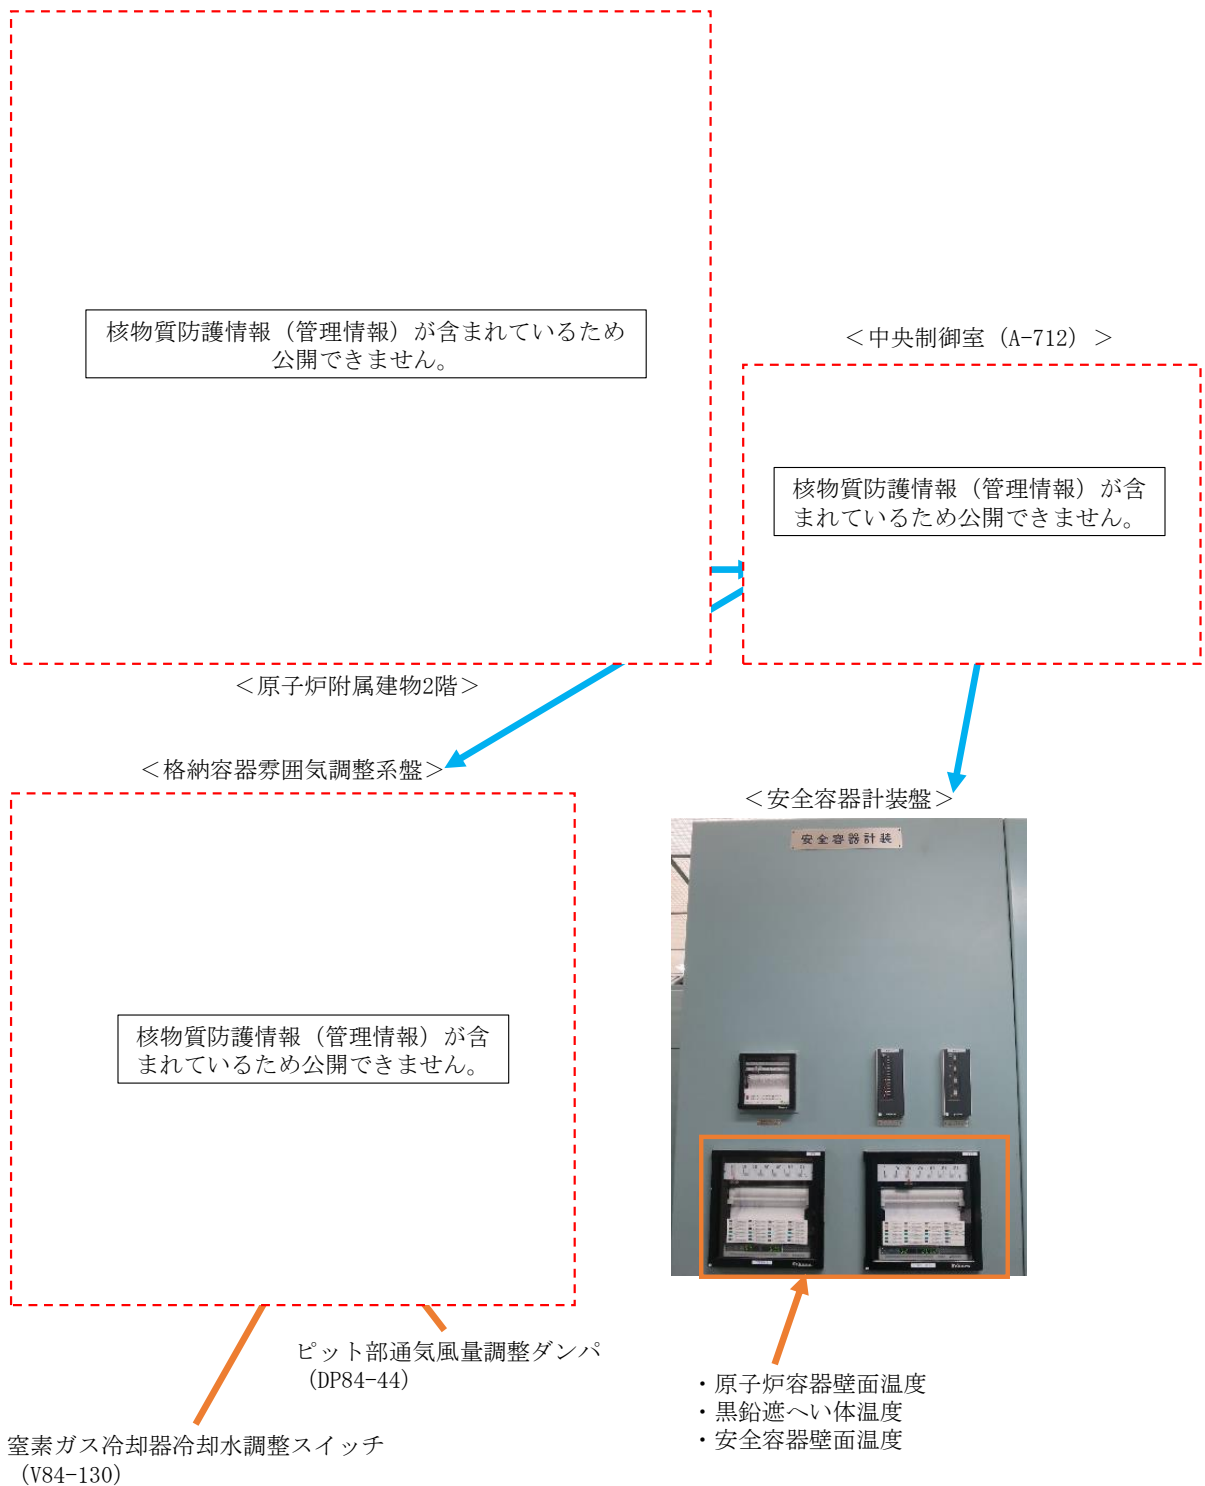 核物質防護情報（管理情報）が含まれているため
公開できません。
＜中央制御室（A-712）＞
核物質防護情報（管理情報）が含
まれているため公開できません。
＜原子炉附属建物2階＞
＜格納容器雰囲気調整系盤＞
＜安全容器計装盤＞
安全容器計装
核物質防護情報（管理情報）が含
まれているため公開できません。
ピット部通気風量調整ダンパ
（DP84-44）
・原子炉容器壁面温度
・黒鉛遮へい体温度
・安全容器壁面温度
窒素ガス冷却器冷却水調整スイッチ
（V84-130）